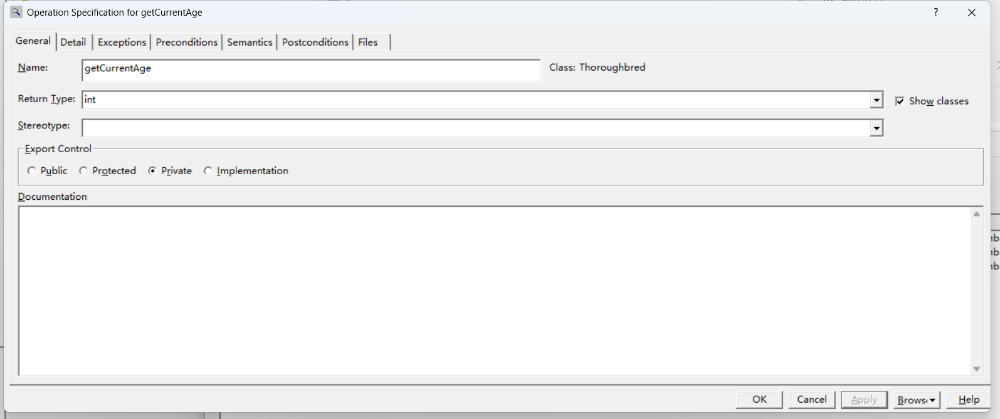 Operation Specification for getCurrentAge
?
General Detail Exceptions Preconditions Semantics Postconditions Files
Name: getCurrentAge Class: Thoroughbred
Return Type: int Show classes
Stereotype:
Export Control
Public Protected Private Implementation
Documentation
OK Cancel Apply Brows Help